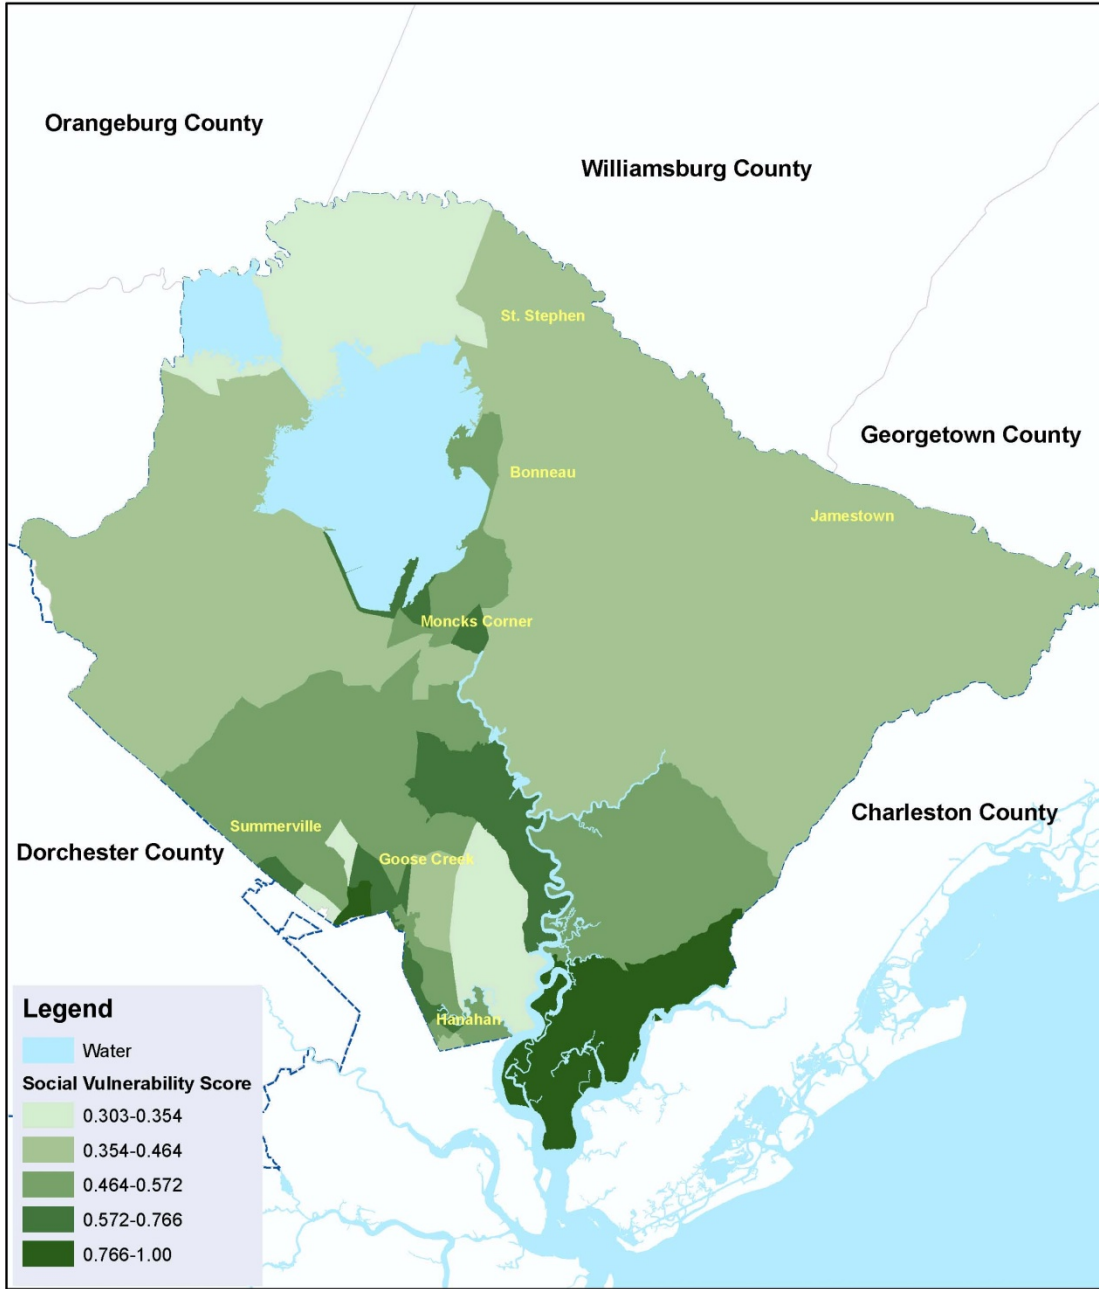 Orangeburg County
Williamsburg County
St. Stephen
Georgetown County
Bonneau
Jamestown
Moncks Corner
Charleston County
Summerville
Dorchester County
Goose Creek
Hanahan
Legend
Water
Social Vulnerability Score
0.303-0.354
0.354-0.464
0.464-0.572
0.572-0.766
0.766-1.00